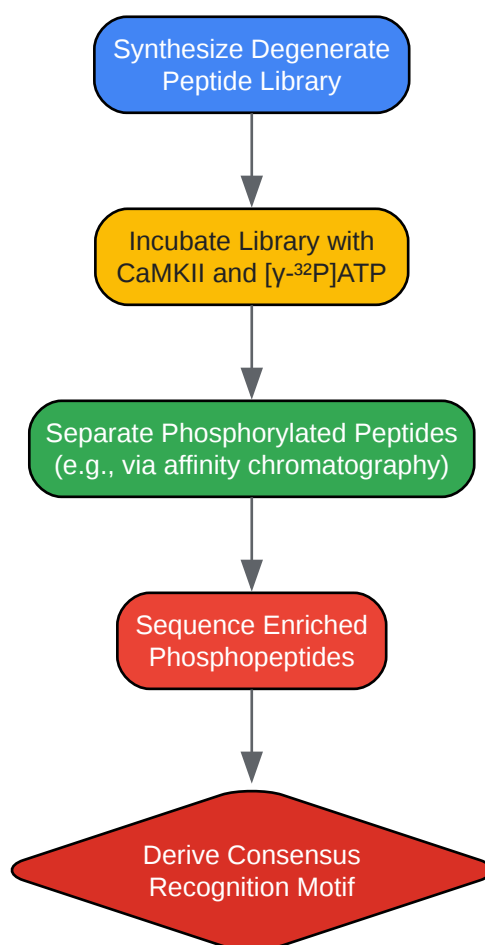 Synthesize Degenerate
Peptide Library
Incubate Library with
CaMKII and [γ-³²P]ATP
Separate Phosphorylated Peptides
(e.g., via affinity chromatography)
Sequence Enriched
Phosphopeptides
Derive Consensus
Recognition Motif